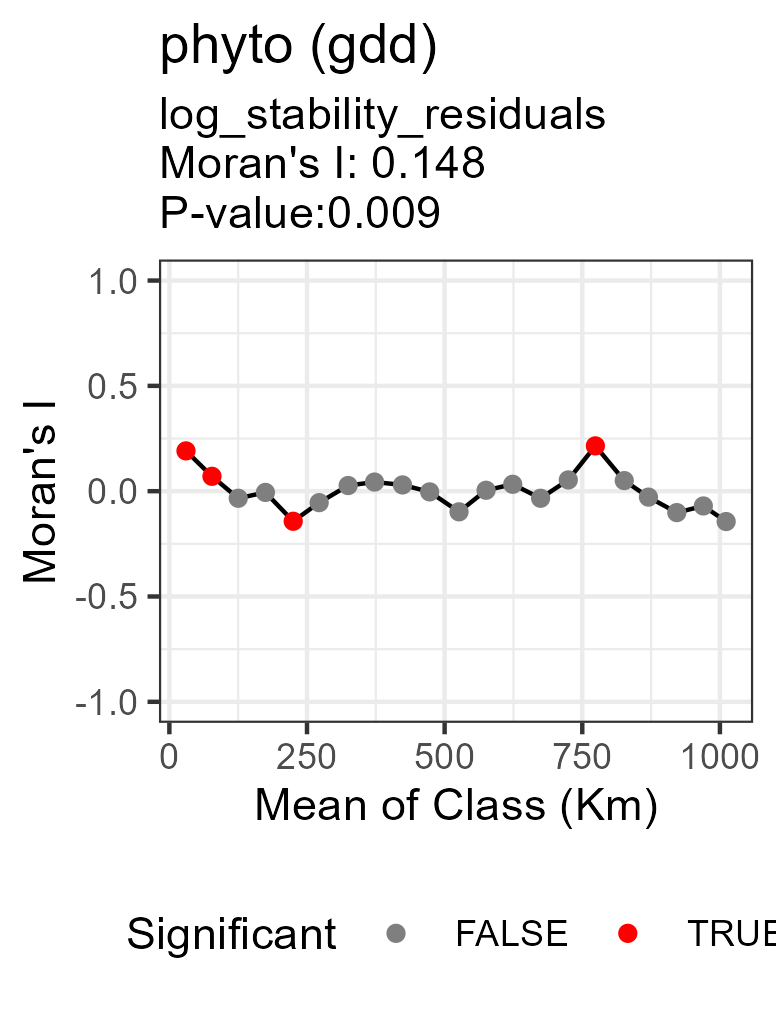 phyto (gdd)
log_stability_residuals
Moran's I: 0.148
P-value:0.009
Moran's I
1.0
0.5
0.0
-0.5
-1.0
0 250 500 750 1000
Mean of Class (Km)
Significant FALSE TRUE